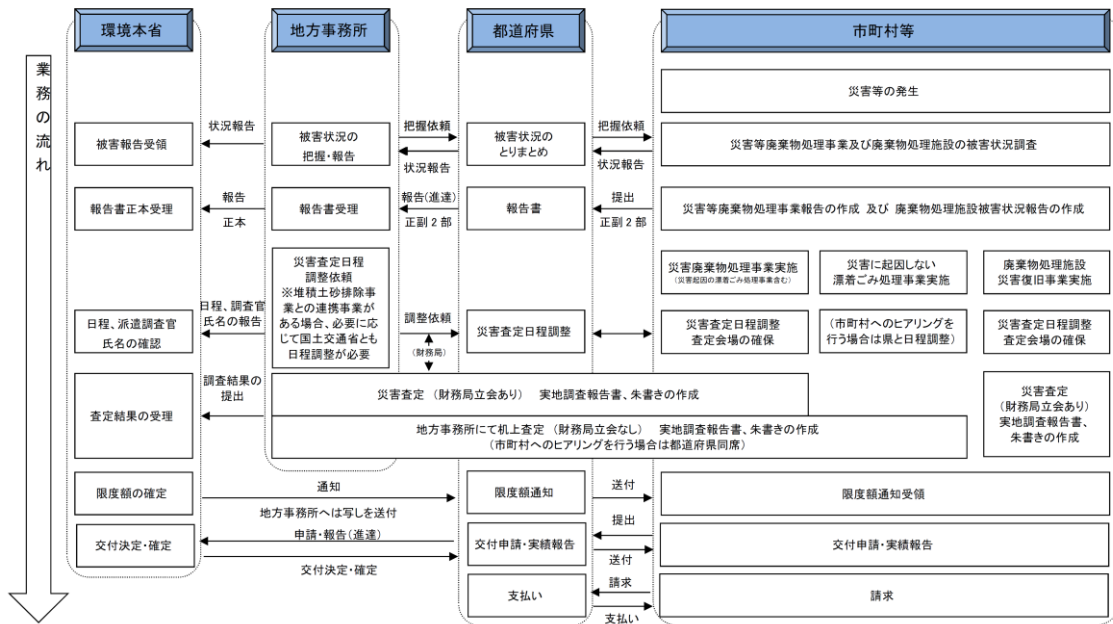 環境本省
地方事務所
都道府県
市町村等
業務の流れ
災害等の発生
被害報告受領
状況報告
被害状況の
把握・報告
把握依頼
状況報告
被害状況の
とりまとめ
把握依頼
状況報告
災害等廃棄物処理事業及び廃棄物処理施設の被害状況調査
報告書正本受理
報告
正本
報告書受理
報告(進達)
正副2部
報告書
提出
正副2部
災害等廃棄物処理事業報告の作成 及び 廃棄物処理施設被害状況報告の作成
災害廃棄物処理事業実施
(災害起因の漂着ごみ処理事業含む)
災害に起因しない
漂着ごみ処理事業実施
廃棄物処理施設
災害復旧事業実施
日程、派遣調査官
氏名の確認
日程、調査官
氏名の報告
災害査定日程
調整依頼
※堆積土砂排除事
業との連携事業が
ある場合、必要に応
じて国土交通省とも
日程調整が必要
調整依頼
(財務局)
災害査定日程調整
災害査定日程調整
査定会場の確保
(市町村へのヒアリングを
行う場合は県と日程調整)
災害査定日程調整
査定会場の確保
査定結果の受理
調査結果の
提出
災害査定 (財務局立会あり) 実地調査報告書、朱書きの作成
地方事務所にて机上査定 (財務局立会なし) 実地調査報告書、朱書きの作成
(市町村へのヒアリングを行う場合は都道府県同席)
災害査定
(財務局立会あり)
実地調査報告書、
朱書きの作成
限度額の確定
通知
地方事務所へは写しを送付
限度額通知
送付
限度額通知受領
交付決定・確定
申請・報告(進達)
交付決定・確定
交付申請・実績報告
提出
送付
交付申請・実績報告
支払い
請求
支払い
請求